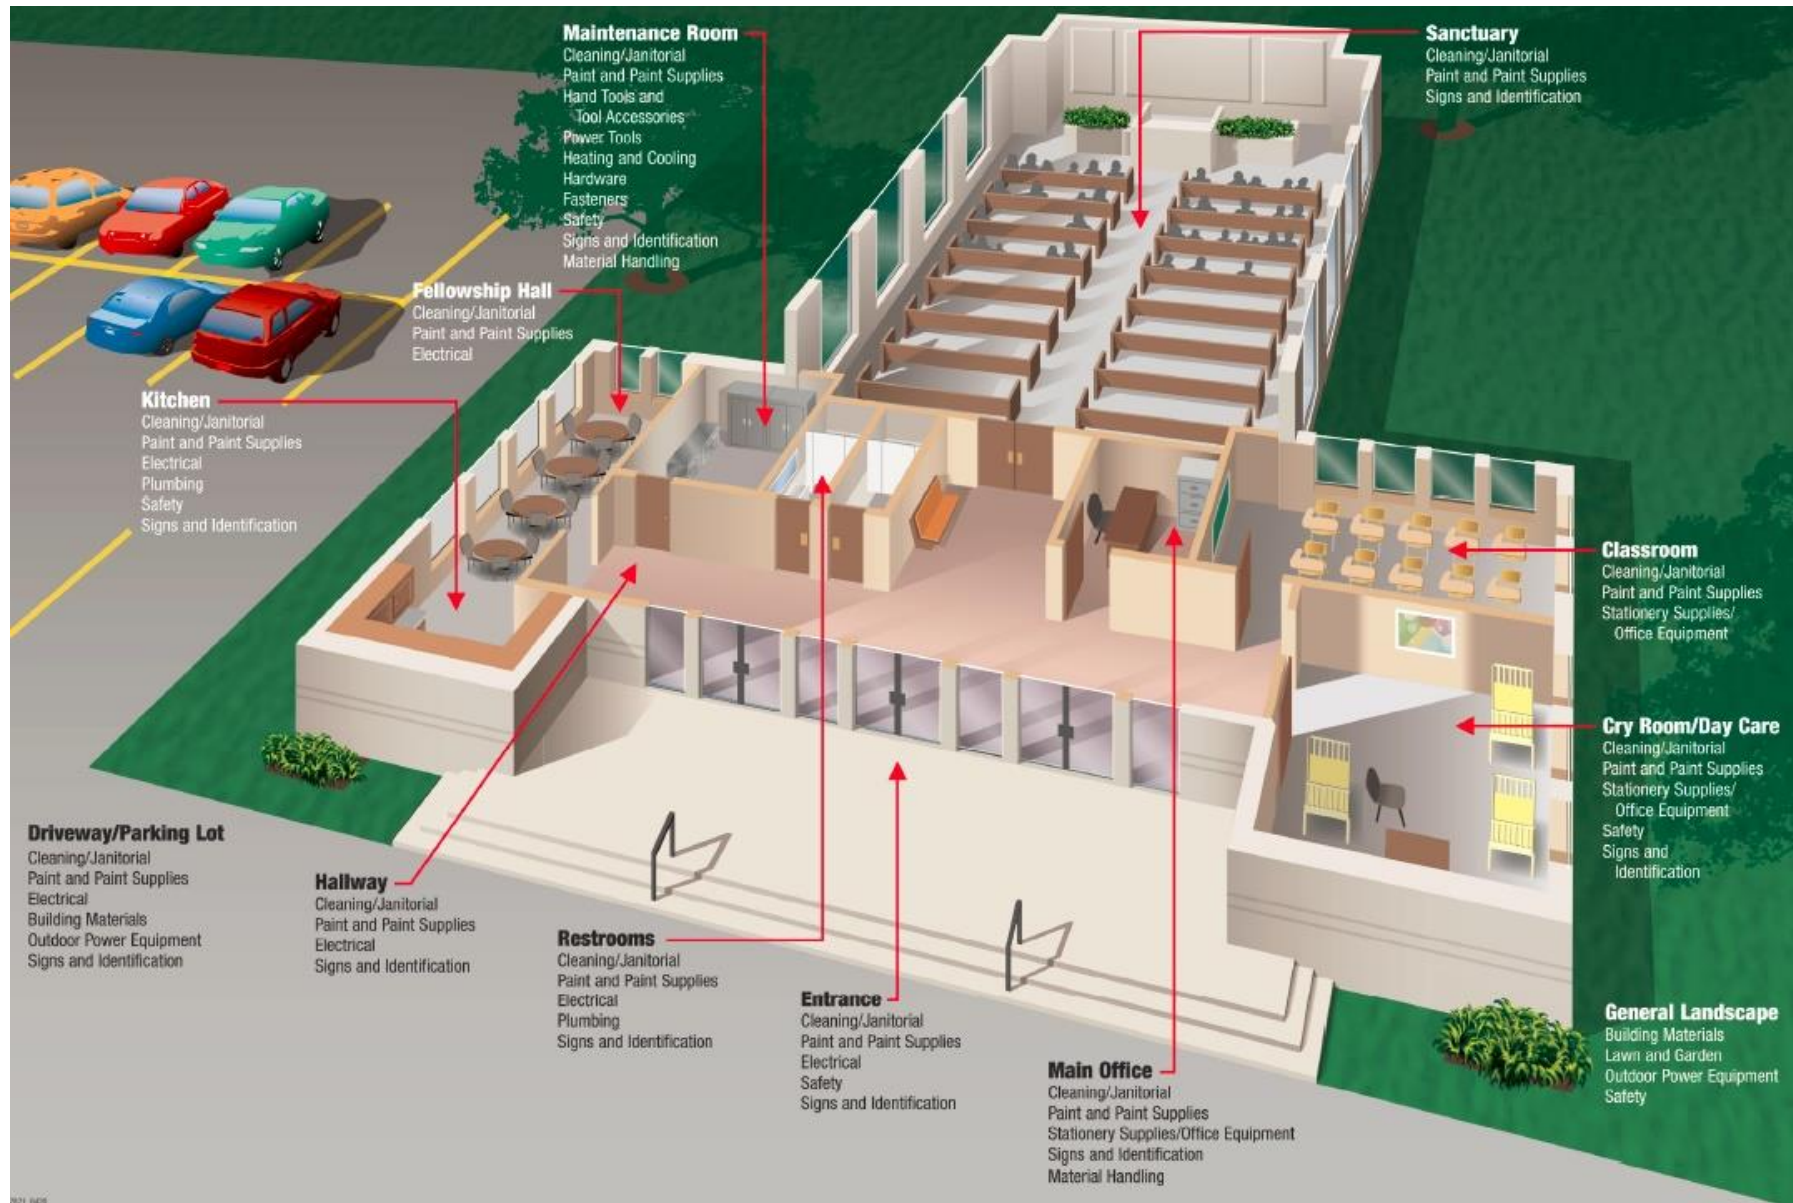 Maintenance Room
Cleaning/Janitorial
Paint and Paint Supplies
Hand Tools and
Tool Accessories
Power Tools
Heating and Cooling
Hardware
Fasteners
Safety
Signs and Identification
Material Handling
Sanctuary
Cleaning/Janitorial
Paint and Paint Supplies
Signs and Identification
Fellowship Hall
Cleaning/Janitorial
Paint and Paint Supplies
Electrical
Kitchen
Cleaning/Janitorial
Paint and Paint Supplies
Electrical
Plumbing
Safety
Signs and Identification
Classroom
Cleaning/Janitorial
Paint and Paint Supplies
Stationery Supplies/
Office Equipment
Cry Room/Day Care
Cleaning/Janitorial
Paint and Paint Supplies
Stationery Supplies/
Office Equipment
Safety
Signs and
Identification
Driveway/Parking Lot
Cleaning/Janitorial
Paint and Paint Supplies
Electrical
Building Materials
Outdoor Power Equipment
Signs and Identification
Hallway
Cleaning/Janitorial
Paint and Paint Supplies
Electrical
Signs and Identification
Restrooms
Cleaning/Janitorial
Paint and Paint Supplies
Electrical
Plumbing
Signs and Identification
Entrance
Cleaning/Janitorial
Paint and Paint Supplies
Electrical
Safety
Signs and Identification
Main Office
Cleaning/Janitorial
Paint and Paint Supplies
Stationery Supplies/Office Equipment
Signs and Identification
Material Handling
General Landscape
Building Materials
Lawn and Garden
Outdoor Power Equipment
Safety